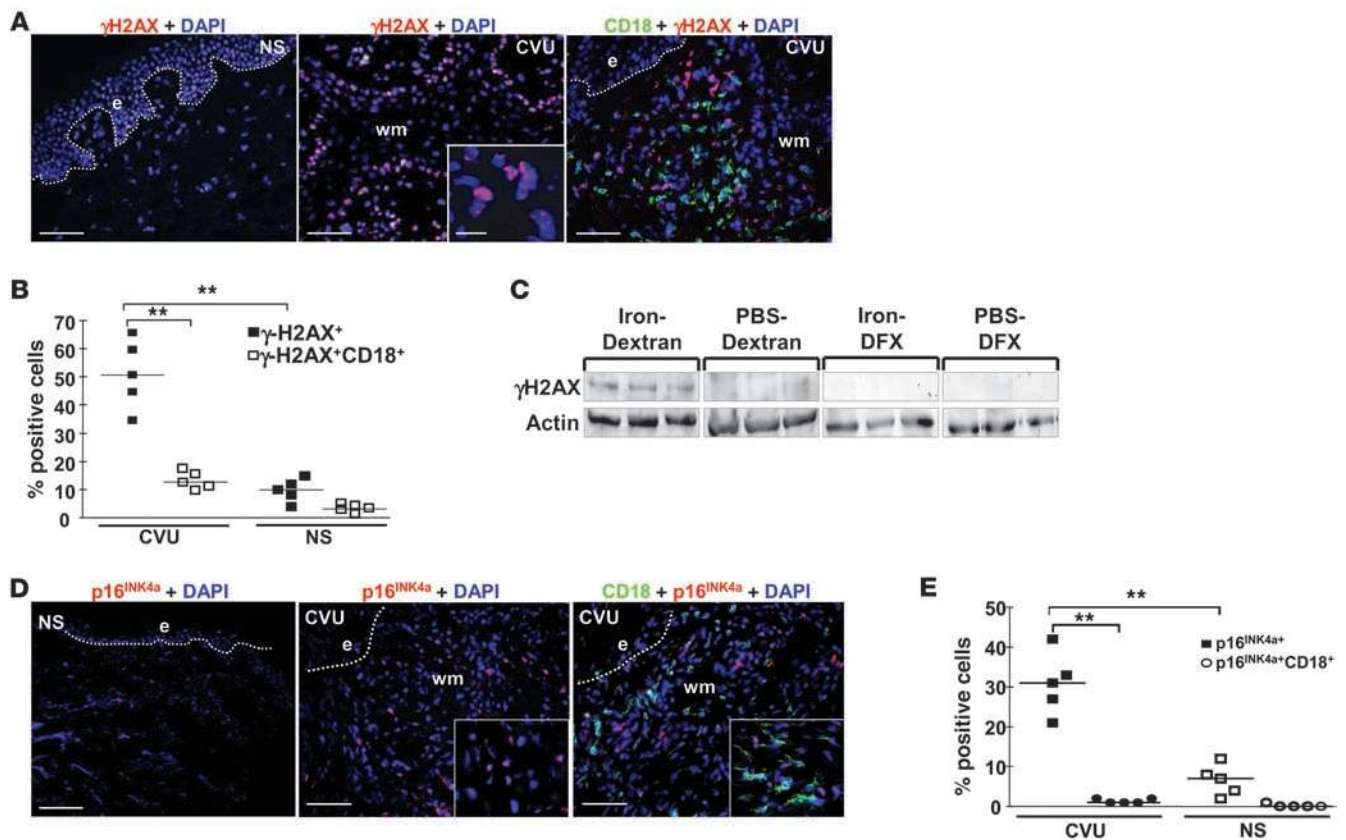 A
γH2AX + DAPI
γH2AX + DAPI
CD18 + γH2AX + DAPI
NS
CVU
CVU
e
e
wm
wm
B
**
**
70
60
50
40
30
20
10
0
% positive cells
γ-H2AX⁺
γ-H2AX⁺CD18⁺
CVU
NS
C
Iron-Dextran
PBS-Dextran
Iron-DFX
PBS-DFX
γH2AX
Actin
D
p16ᴵᴺᴷ⁴ᵃ + DAPI
p16ᴵᴺᴷ⁴ᵃ + DAPI
CD18 + p16ᴵᴺᴷ⁴ᵃ + DAPI
NS
CVU
CVU
e
e
e
wm
wm
E
**
**
50
40
30
20
10
0
% positive cells
p16ᴵᴺᴷ⁴ᵃ⁺
p16ᴵᴺᴷ⁴ᵃ⁺CD18⁺
CVU
NS